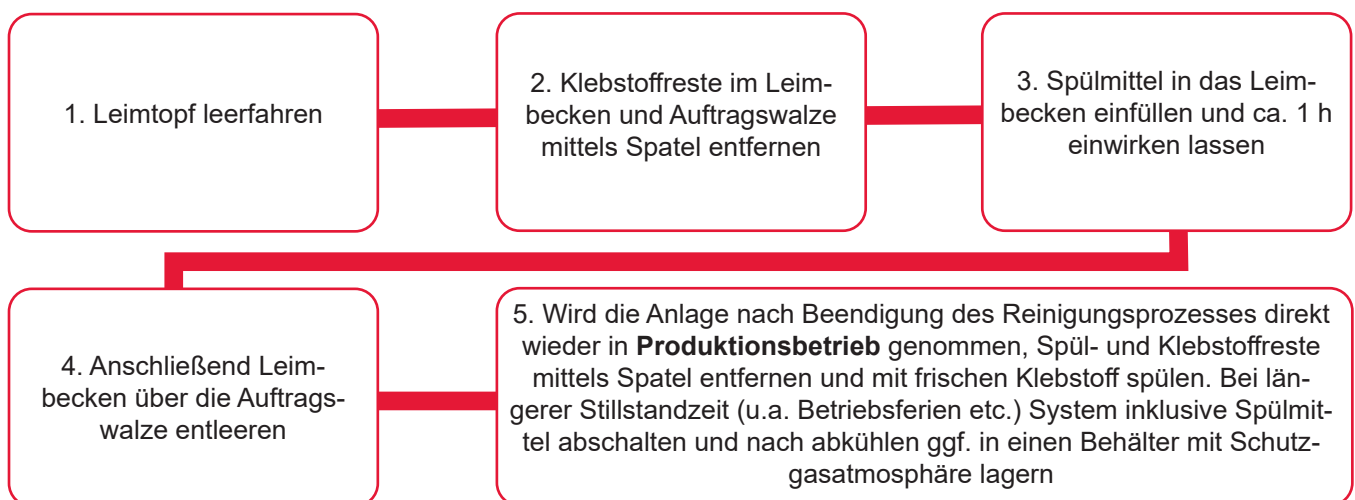 1. Leimtopf leerfahren
2. Klebstoffreste im Leim-
becken und Auftragswalze
mittels Spatel entfernen
3. Spülmittel in das Leim-
becken einfüllen und ca. 1 h
einwirken lassen
4. Anschließend Leim-
becken über die Auftrags-
walze entleeren
5. Wird die Anlage nach Beendigung des Reinigungsprozesses direkt
wieder in Produktionsbetrieb genommen, Spül- und Klebstoffreste
mittels Spatel entfernen und mit frischen Klebstoff spülen. Bei län-
gerer Stillstandzeit (u.a. Betriebsferien etc.) System inklusive Spülmit-
tel abschalten und nach abkühlen ggf. in einen Behälter mit Schutz-
gasatmosphäre lagern